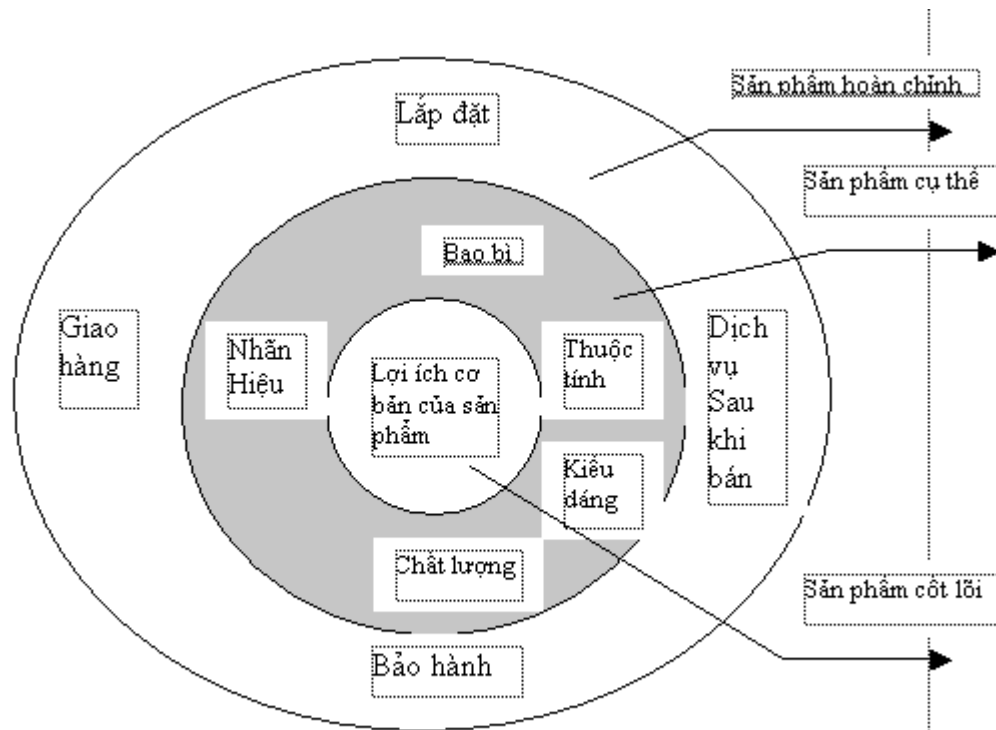 Sản phẩm hoàn chỉnh
Lắp đặt
Sản phẩm cụ thể
Bao bì
Giao
hàng
Nhãn
Hiệu
Lợi ích cơ
bản của sản
phẩm
Thuộc
tính
Dịch
vụ
Sau
khi
bán
Kiểu
dáng
Chất lượng
Sản phẩm cốt lõi
Bảo hành